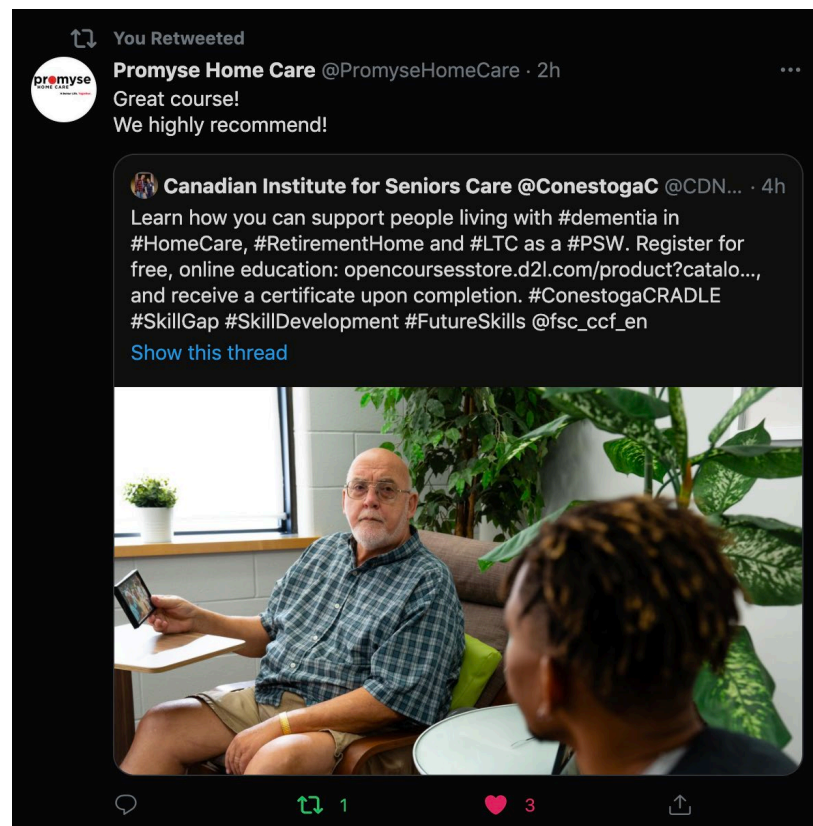 You Retweeted
Promyse Home Care @PromyseHomeCare · 2h
promyse
HOME CARE
Great course!
We highly recommend!
Canadian Institute for Seniors Care @ConestogaC @CDN... · 4h
Learn how you can support people living with #dementia in
#HomeCare, #RetirementHome and #LTC as a #PSW. Register for
free, online education: opencoursesstore.d2l.com/product?catalo...,
and receive a certificate upon completion. #ConestogaCRADLE
#SkillGap #SkillDevelopment #FutureSkills @fsc_ccf_en
Show this thread
1
3